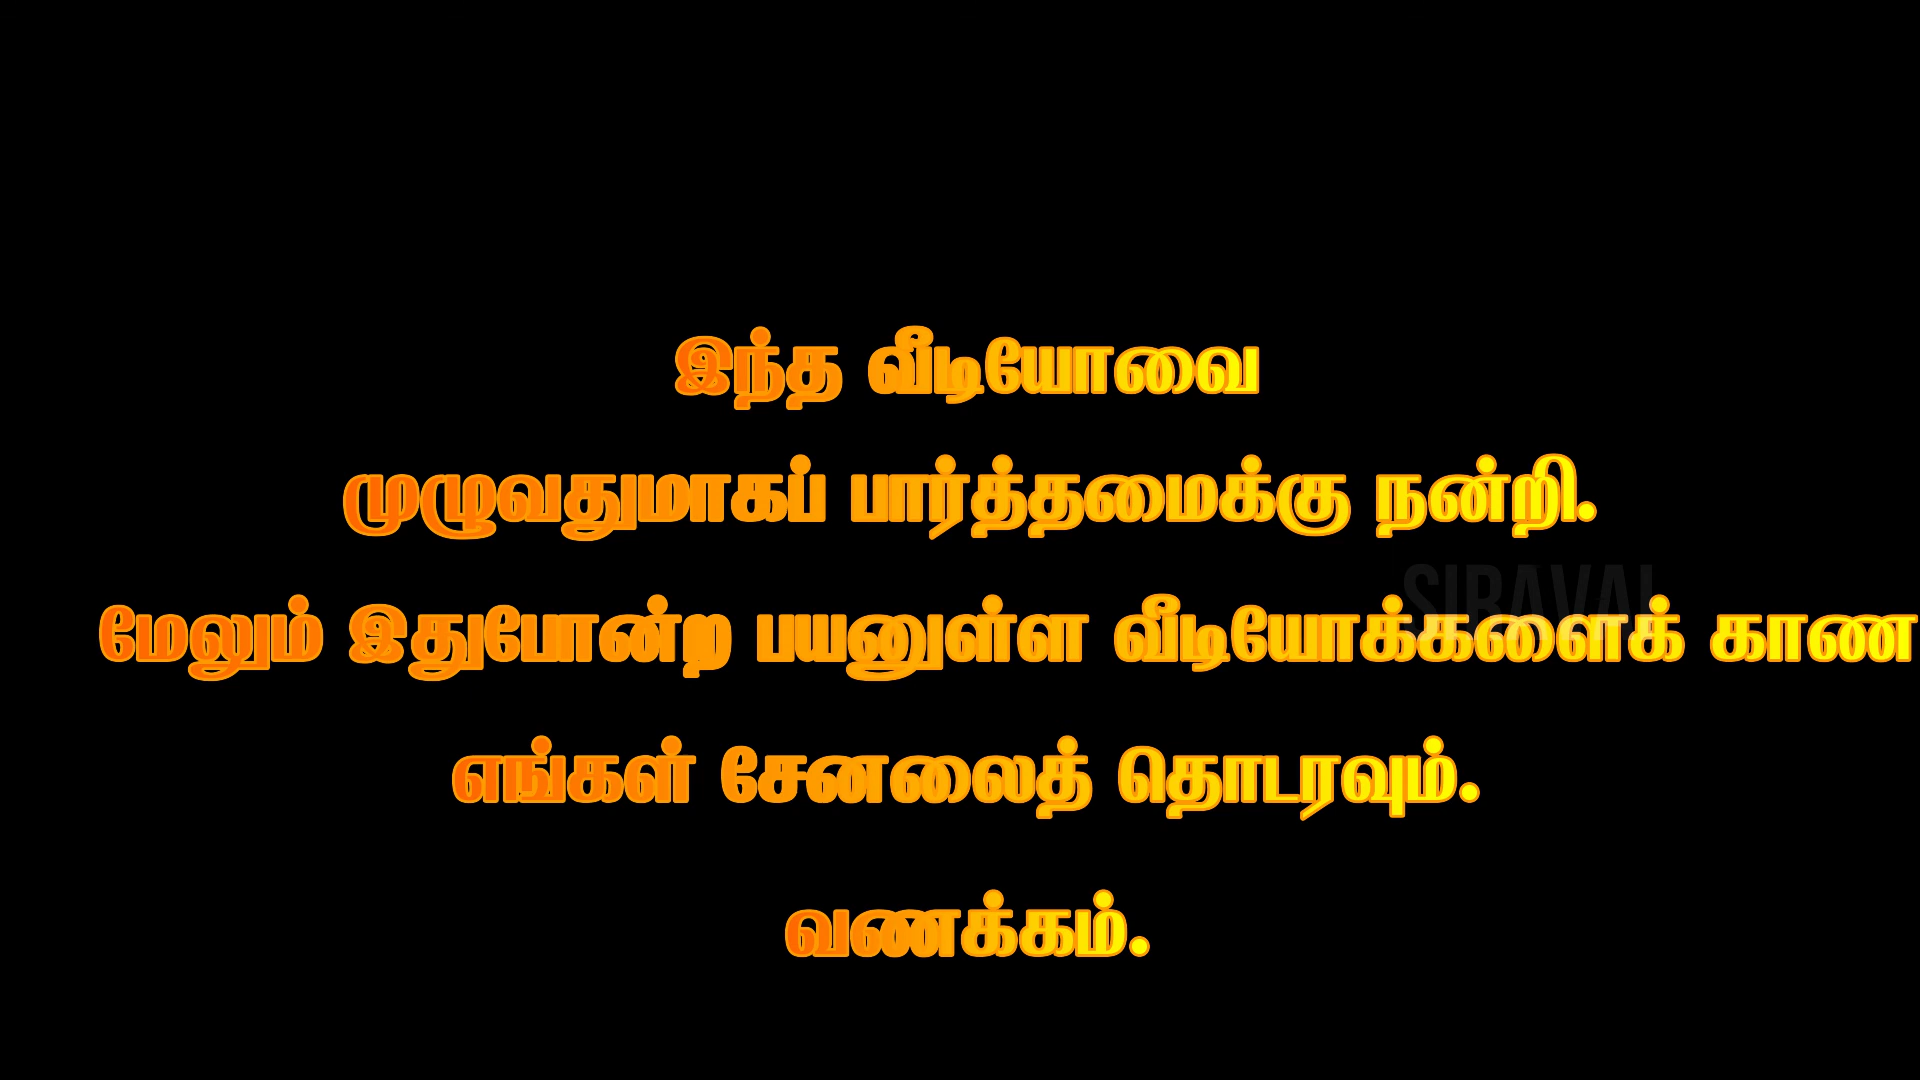 இந்த வீடியோவை
முழுவதுமாகப் பார்த்தமைக்கு நன்றி.
மேலும் இதுபோன்ற பயனுள்ள வீடியோக்களைக் காண
எங்கள் சேனலைத் தொடரவும்.
வணக்கம்.